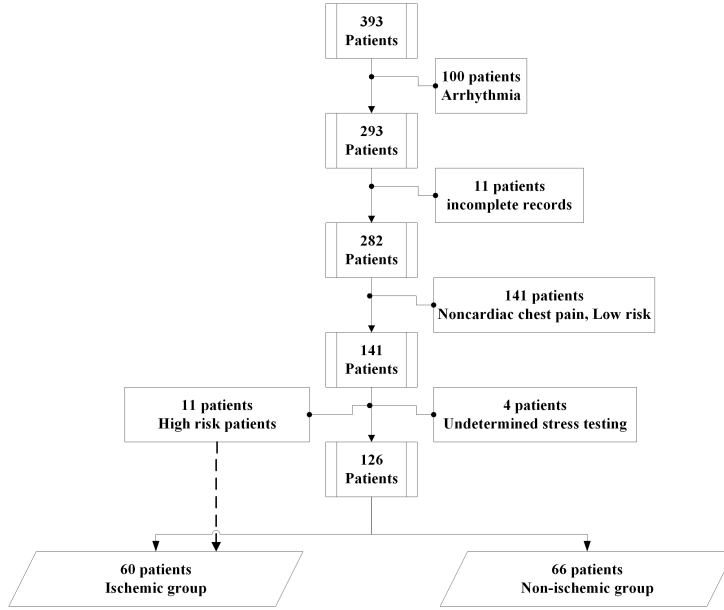 393
Patients
100 patients
Arrhythmia
293
Patients
11 patients
incomplete records
282
Patients
141 patients
Noncardiac chest pain, Low risk
141
Patients
11 patients
High risk patients
4 patients
Undetermined stress testing
126
Patients
60 patients
Ischemic group
66 patients
Non-ischemic group